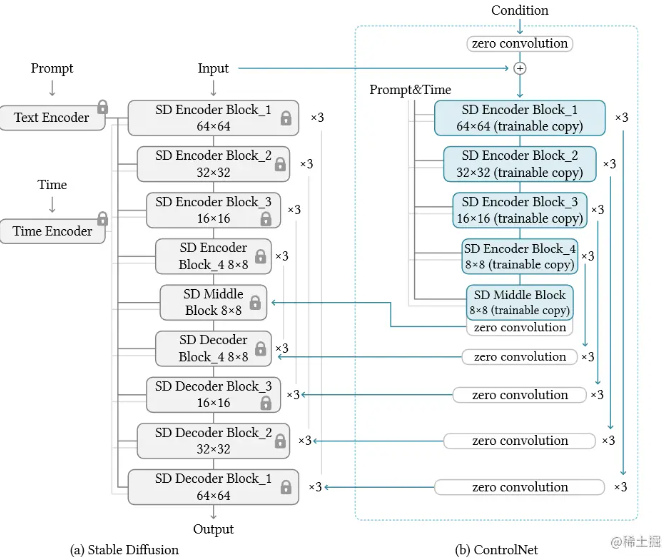 Condition
zero convolution
Prompt
Input
+
Prompt&Time
Text Encoder
SD Encoder Block_1
64×64
×3
SD Encoder Block_1
64×64 (trainable copy)
×3
SD Encoder Block_2
32×32
×3
SD Encoder Block_2
32×32 (trainable copy)
×3
Time
SD Encoder Block_3
16×16
×3
SD Encoder Block_3
16×16 (trainable copy)
×3
Time Encoder
SD Encoder
Block_4 8×8
×3
SD Encoder Block_4
8×8 (trainable copy)
×3
SD Middle
Block 8×8
SD Middle Block
8×8 (trainable copy)
zero convolution
SD Decoder
Block_4 8×8
×3
zero convolution
×3
SD Decoder Block_3
16×16
×3
zero convolution
×3
SD Decoder Block_2
32×32
×3
zero convolution
×3
SD Decoder Block_1
64×64
×3
zero convolution
×3
Output
(a) Stable Diffusion
(b) ControlNet
@稀土掘